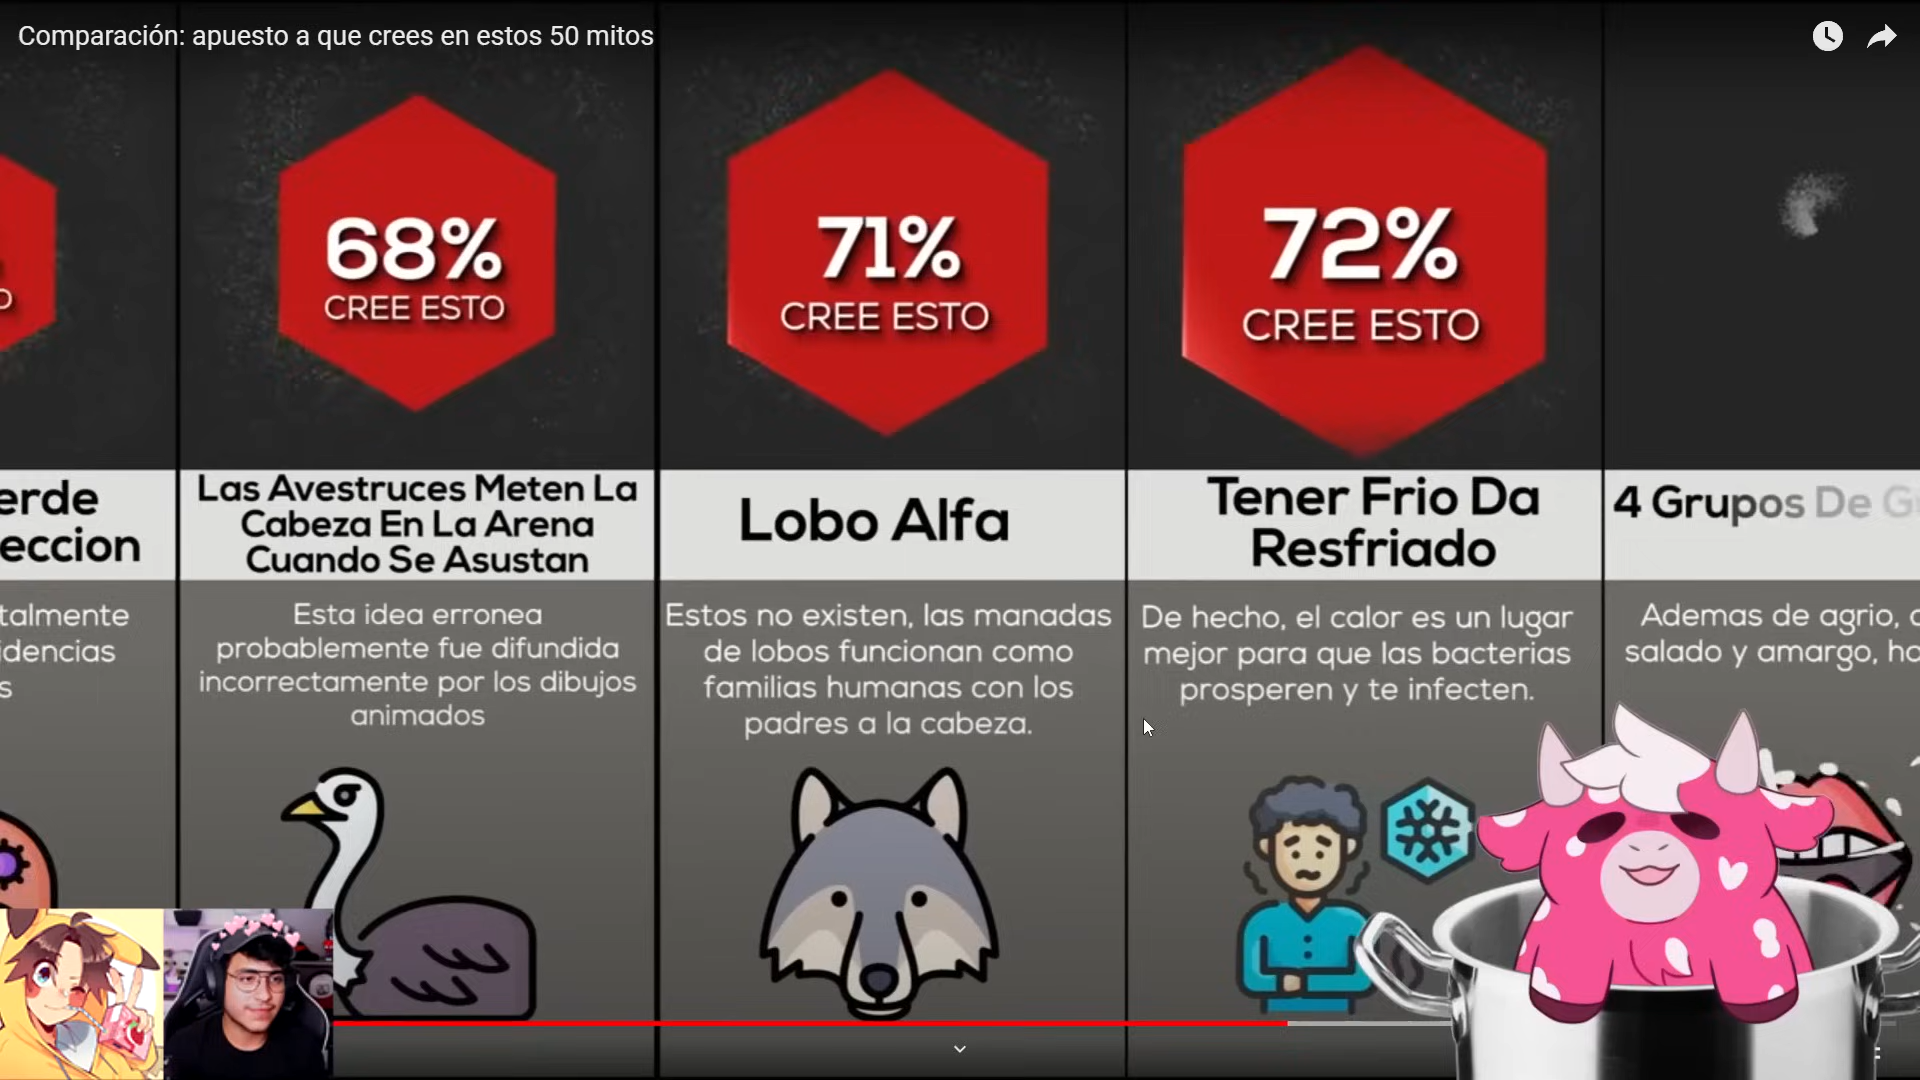 Comparación: apuesto a que crees en estos 50 mitos
68%
CREE ESTO
71%
CREE ESTO
72%
CREE ESTO
erde
eccion
talmente
idencias
s
Las Avestruces Meten La
Cabeza En La Arena
Cuando Se Asustan
Esta idea erronea
probablemente fue difundida
incorrectamente por los dibujos
animados
Lobo Alfa
Estos no existen, las manadas
de lobos funcionan como
familias humanas con los
padres a la cabeza.
Tener Frio Da
Resfriado
De hecho, el calor es un lugar
mejor para que las bacterias
prosperen y te infecten.
4 Grupos De G
Ademas de agrio,
salado y amargo,